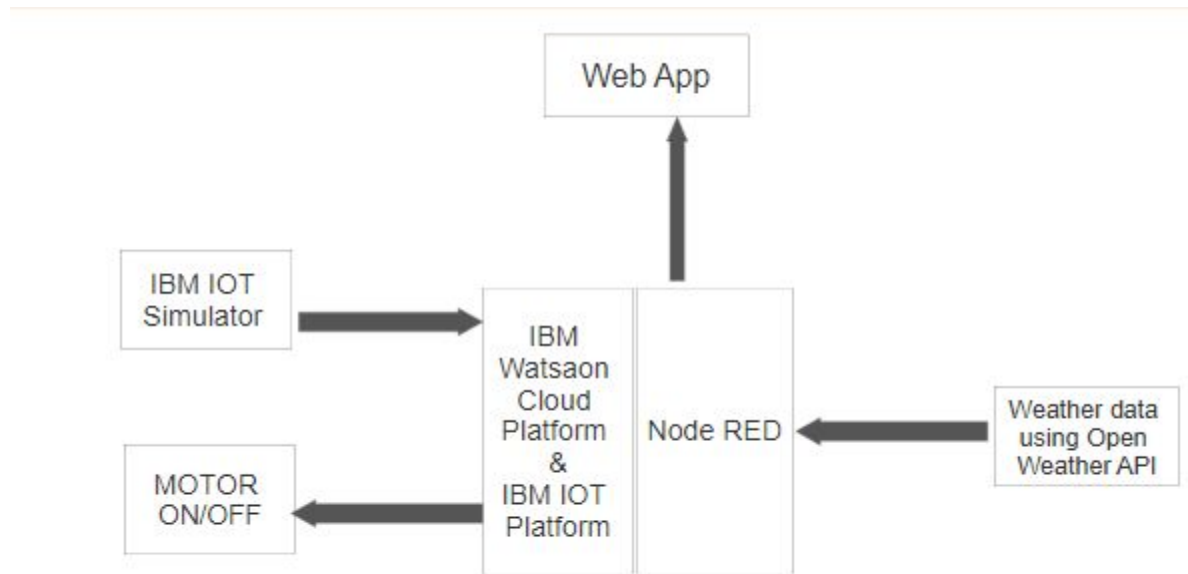 Web App
IBM IOT
Simulator
IBM
Watsaon
Cloud
Platform
&
IBM IOT
Platform
Node RED
Weather data
using Open
Weather API
MOTOR
ON/OFF